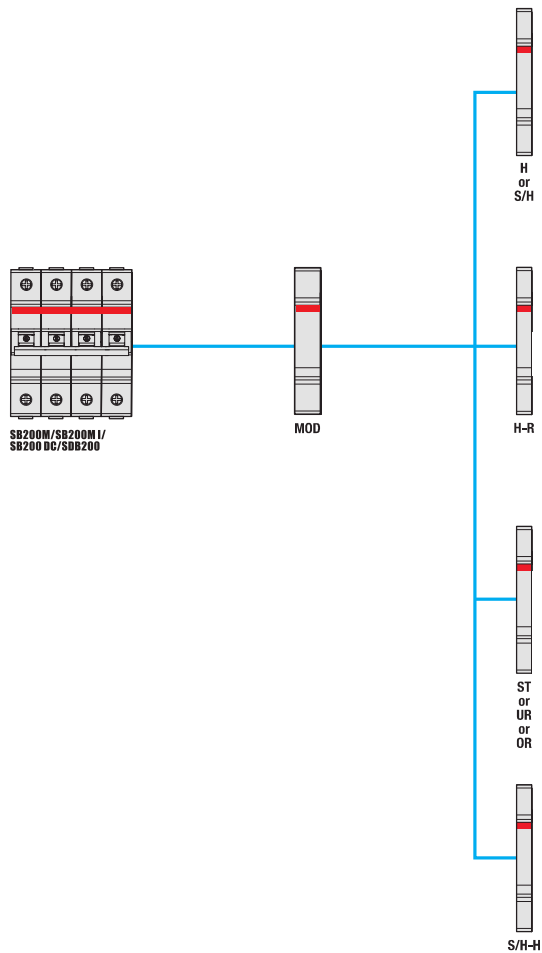 H
or
S/H
SB200M/SB200M I/
SB200 DC/SDB200
MOD
H-R
ST
or
UR
or
OR
S/H-H